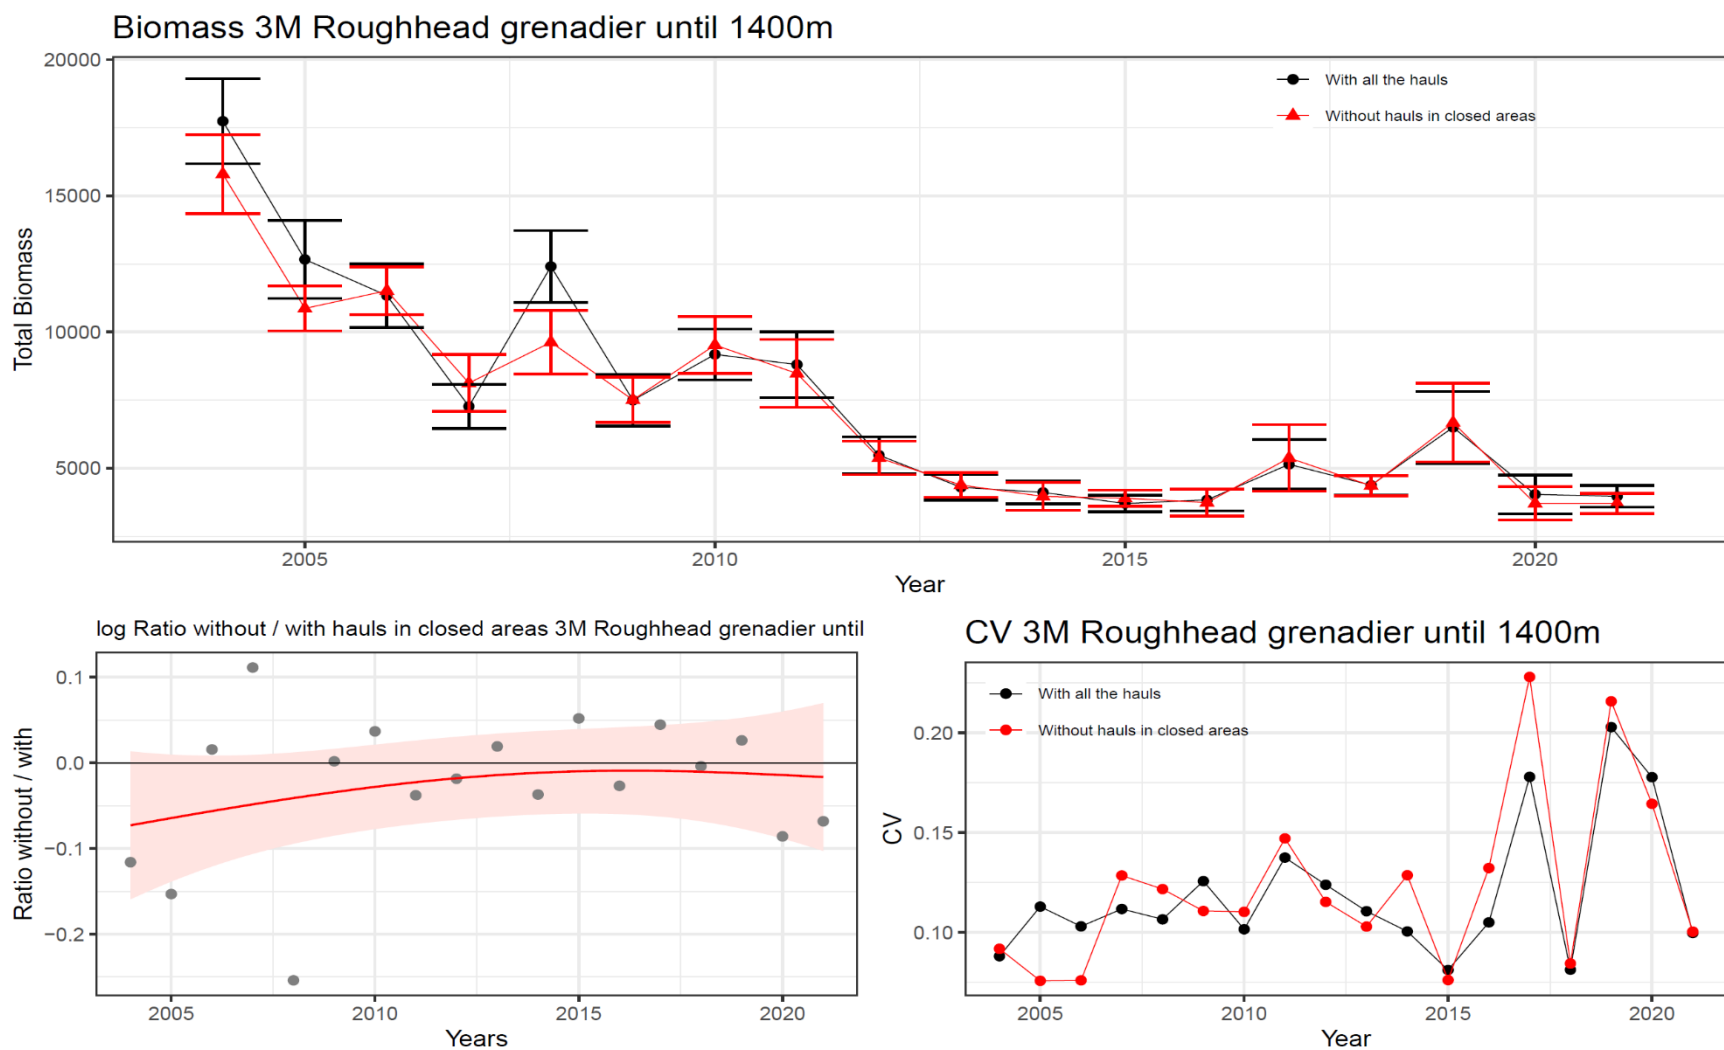 Biomass 3M Roughhead grenadier until 1400m
20000
15000
10000
5000
Total Biomass
With all the hauls
Without hauls in closed areas
2005
2010
2015
2020
Year
log Ratio without / with hauls in closed areas 3M Roughhead grenadier until
0.1
0.0
−0.1
−0.2
Ratio without / with
2005
2010
2015
2020
Years
CV 3M Roughhead grenadier until 1400m
With all the hauls
Without hauls in closed areas
0.20
0.15
0.10
CV
2005
2010
2015
2020
Year